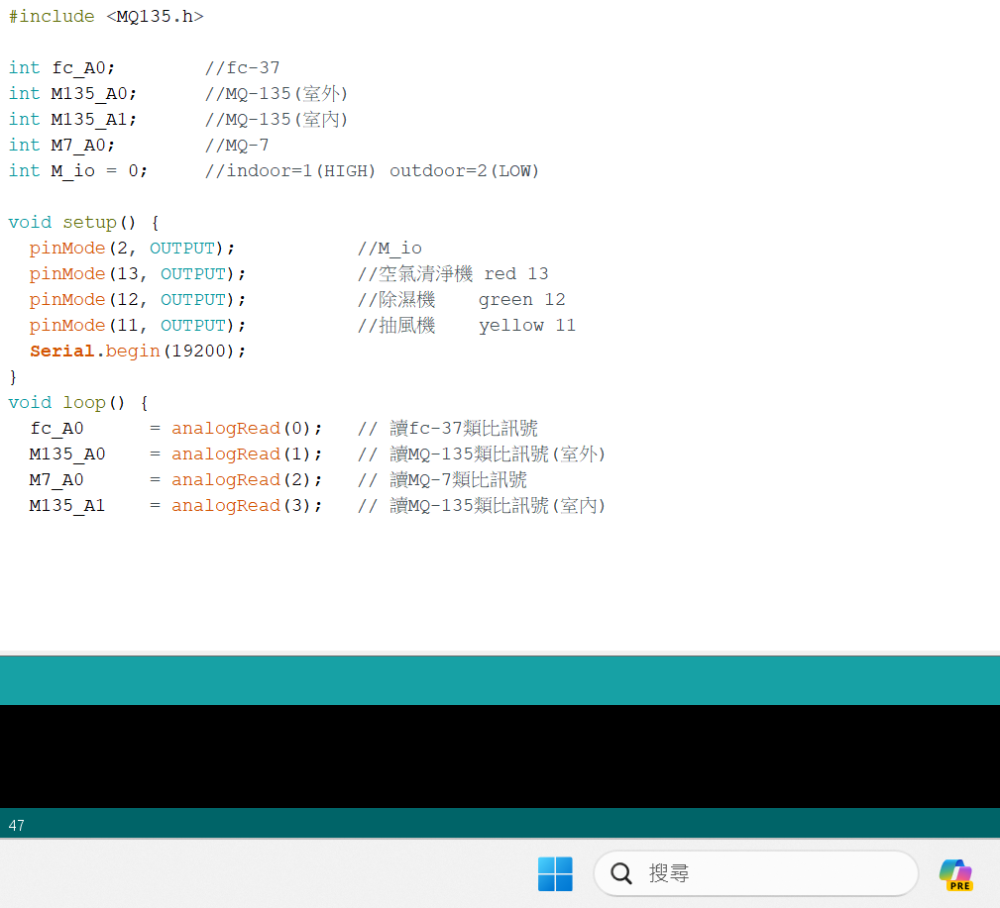 #include <MQ135.h>
int fc_A0;        //fc-37
int M135_A0;      //MQ-135(室外)
int M135_A1;      //MQ-135(室內)
int M7_A0;        //MQ-7
int M_io = 0;     //indoor=1(HIGH) outdoor=2(LOW)
void setup() {
  pinMode(2, OUTPUT);           //M_io
  pinMode(13, OUTPUT);          //空氣清淨機 red 13
  pinMode(12, OUTPUT);          //除濕機    green 12
  pinMode(11, OUTPUT);          //抽風機    yellow 11
  Serial.begin(19200);
}
void loop() {
  fc_A0      = analogRead(0);   // 讀fc-37類比訊號
  M135_A0    = analogRead(1);   // 讀MQ-135類比訊號(室外)
  M7_A0      = analogRead(2);   // 讀MQ-7類比訊號
  M135_A1    = analogRead(3);   // 讀MQ-135類比訊號(室內)
47
搜尋
PRE